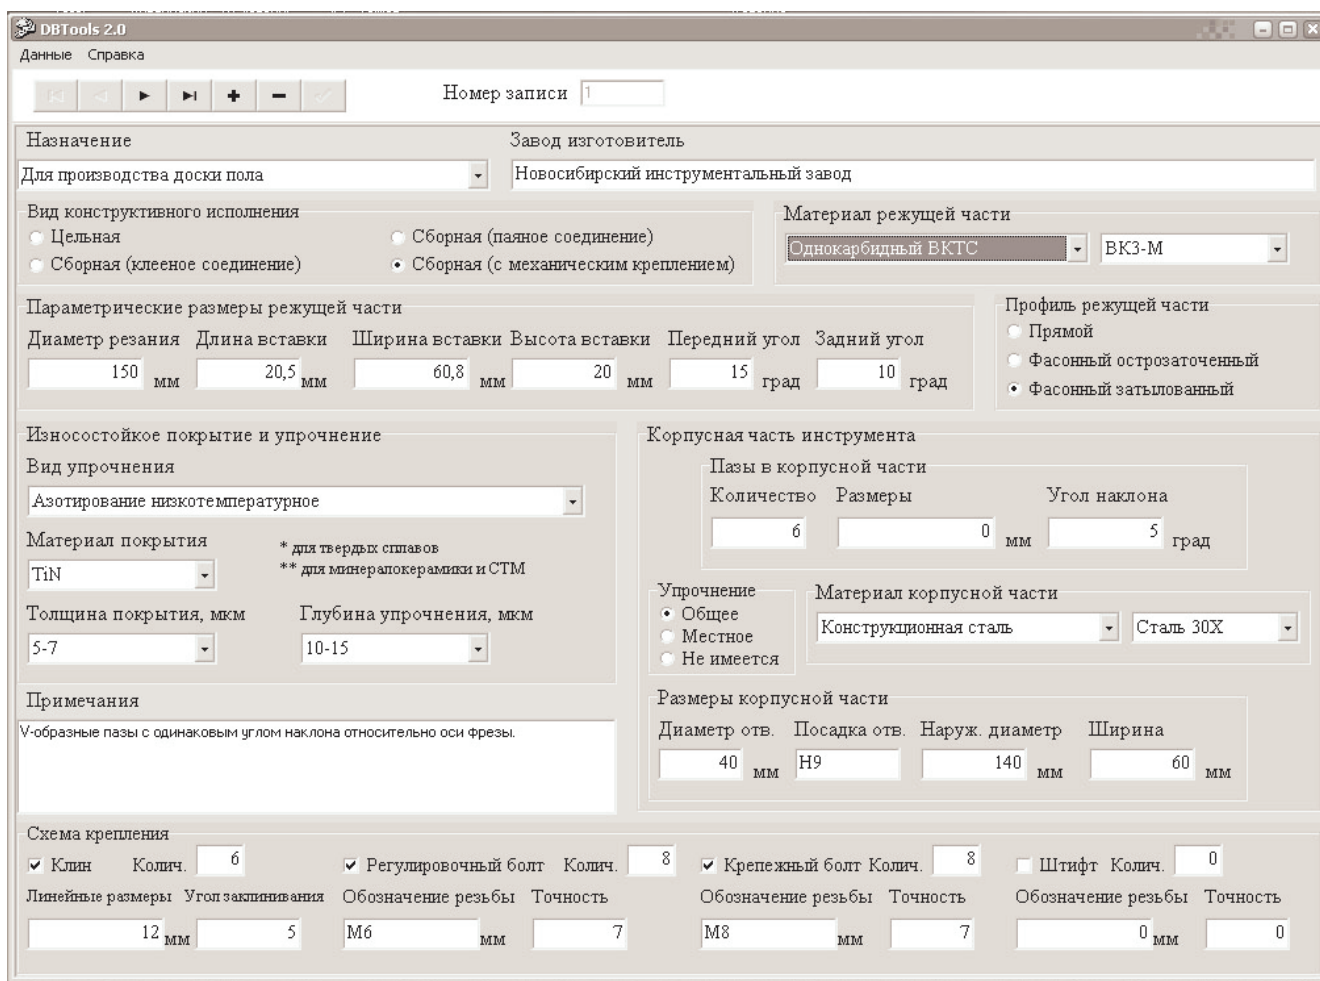 DBTools 2.0
Данные Справка
Номер записи 1
Назначение Завод изготовитель
Для производства доски пола Новосибирский инструментальный завод
Вид конструктивного исполнения Материал режущей части
Цельная Сборная (паяное соединение)
Однокарбидный ВКТС ВК3-М
Сборная (клееное соединение) Сборная (с механическим креплением)
Параметрические размеры режущей части Профиль режущей части
Диаметр резания Длина вставки Ширина вставки Высота вставки Передний угол Задний угол Прямой
150 мм 20,5 мм 60,8 мм 20 мм 15 град 10 град Фасонный острозаточенный
Фасонный затылованный
Износостойкое покрытие и упрочнение Корпусная часть инструмента
Вид упрочнения Пазы в корпусной части
Азотирование низкотемпературное Количество Размеры Угол наклона
6 0 мм 5 град
Материал покрытия * для твердых сплавов
TiN ** для минералокерамики и СТМ
Упрочнение Материал корпусной части
Толщина покрытия, мкм Глубина упрочнения, мкм Общее
5-7 10-15 Местное Конструкционная сталь Сталь 30Х
Не имеется
Примечания Размеры корпусной части
V-образные пазы с одинаковым углом наклона относительно оси фрезы. Диаметр отв. Посадка отв. Наруж. диаметр Ширина
40 мм H9 140 мм 60 мм
Схема крепления
Клин Колич. 6 Регулировочный болт Колич. 8 Крепежный болт Колич. 8 Штифт Колич. 0
Линейные размеры Угол заклинивания Обозначение резьбы Точность Обозначение резьбы Точность Обозначение резьбы Точность
12 мм 5 М6 мм 7 М8 мм 7 0 мм 0